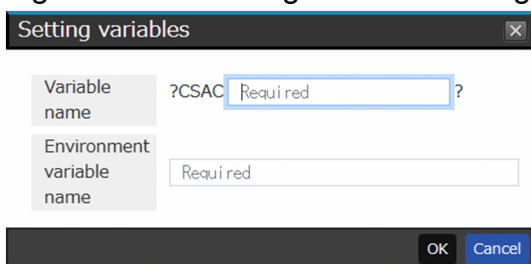 Setting variables
Variable name
?CSAC Required ?
Environment variable name
Required
OK Cancel